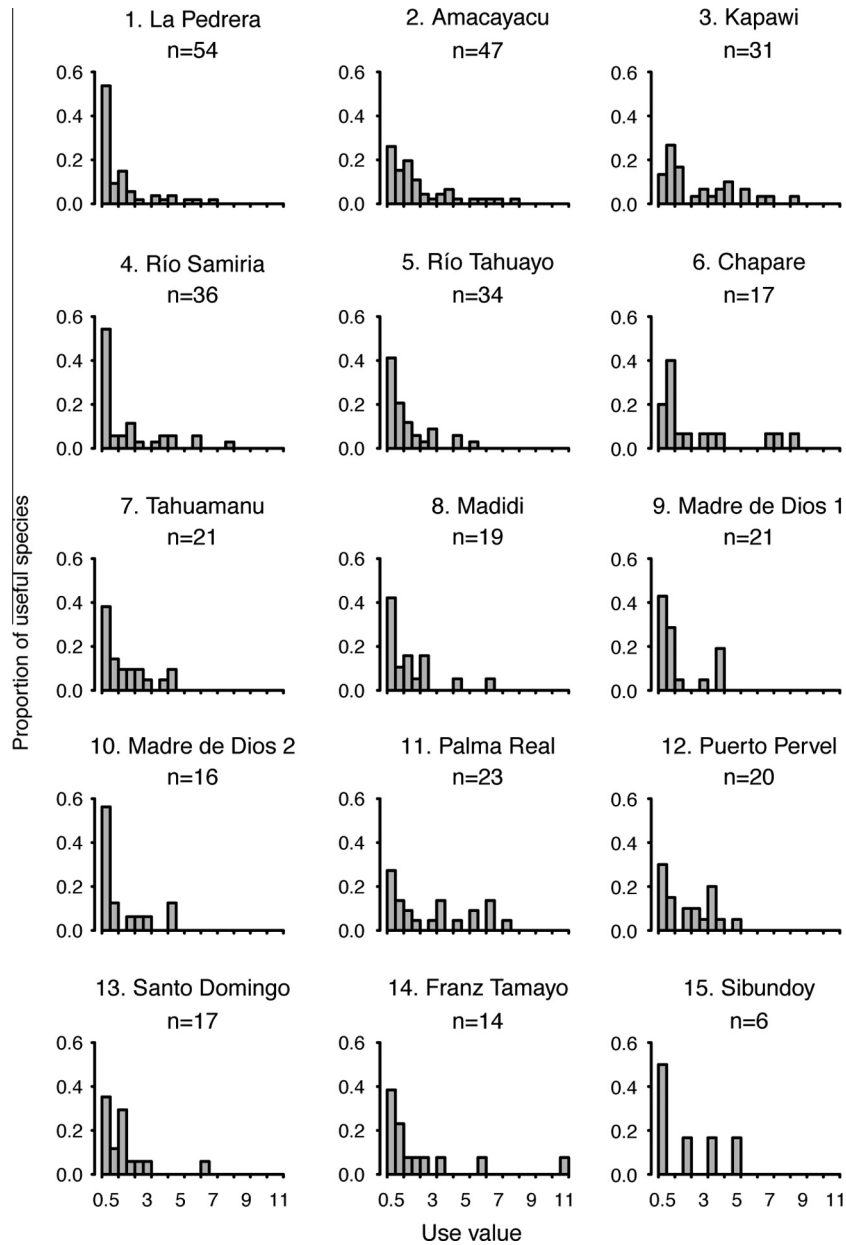 1. La Pedrera
n=54
2. Amacayacu
n=47
3. Kapawi
n=31
0.6
0.4
0.2
0.0
0.6
0.4
0.2
0.0
0.6
0.4
0.2
0.0
4. Río Samiria
n=36
5. Río Tahuayo
n=34
6. Chapare
n=17
0.6
0.4
0.2
0.0
0.6
0.4
0.2
0.0
0.6
0.4
0.2
0.0
Proportion of useful species
7. Tahuamanu
n=21
8. Madidi
n=19
9. Madre de Dios 1
n=21
0.6
0.4
0.2
0.0
0.6
0.4
0.2
0.0
0.6
0.4
0.2
0.0
10. Madre de Dios 2
n=16
11. Palma Real
n=23
12. Puerto Pervel
n=20
0.6
0.4
0.2
0.0
0.6
0.4
0.2
0.0
0.6
0.4
0.2
0.0
13. Santo Domingo
n=17
14. Franz Tamayo
n=14
15. Sibundoy
n=6
0.6
0.4
0.2
0.0
0.6
0.4
0.2
0.0
0.6
0.4
0.2
0.0
0.5 3 5 7 9 11
0.5 3 5 7 9 11
0.5 3 5 7 9 11
Use value